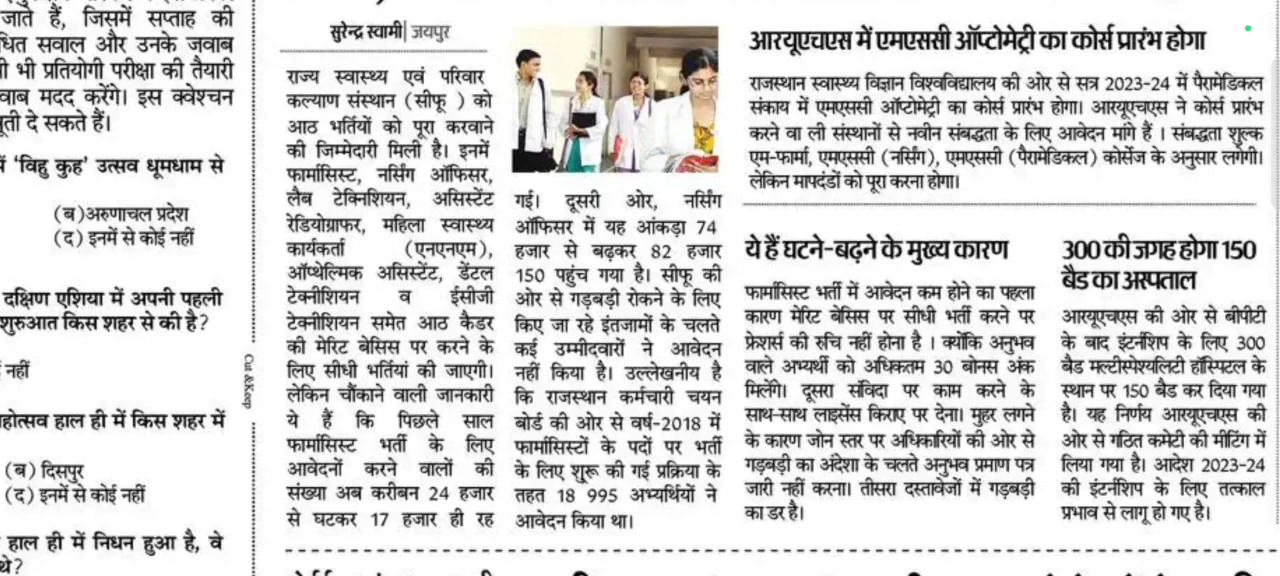 जाते हैं, जिसमें सप्ताह की
सवाल और उनके जवाब
भी प्रतियोगी परीक्षा की तैयारी
मदद करेंगे। इस क्वेश्चन
दे सकते हैं।
‘विहु कुह’ उत्सव धूमधाम से
(ब)अरुणाचल प्रदेश
(द) इनमें से कोई नहीं
दक्षिण एशिया में अपनी पहली
शुरुआत किस शहर से की है?
नहीं
हाल ही में किस शहर में
(ब) दिसपुर
(द) इनमें से कोई नहीं
हाल ही में निधन हुआ है, वे
थे?
Cut &Keep
सुरेन्द्र स्वामी| जयपुर
राज्य स्वास्थ्य एवं परिवार
कल्याण संस्थान (सीफू ) को
आठ भर्तियों को पूरा करवाने
की जिम्मेदारी मिली है। इनमें
फार्मासिस्ट, नर्सिंग ऑफिसर,
लैब टेक्निशियन, असिस्टेंट
रेडियोग्राफर, महिला स्वास्थ्य
कार्यकर्ता (एनएनएम),
ऑप्थेल्मिक असिस्टेंट, डेंटल
टेक्नीशियन व ईसीजी
टेक्नीशियन समेत आठ कैडर
की मेरिट बेसिस पर करने के
लिए सीधी भर्तियां की जाएगी।
लेकिन चौंकाने वाली जानकारी
ये हैं कि पिछले साल
फार्मासिस्ट भर्ती के लिए
आवेदनों करने वालों की
संख्या अब करीबन 24 हजार
से घटकर 17 हजार ही रह
गई। दूसरी ओर, नर्सिंग
ऑफिसर में यह आंकड़ा 74
हजार से बढ़कर 82 हजार
150 पहुंच गया है। सीफू की
ओर से गड़बड़ी रोकने के लिए
किए जा रहे इंतजामों के चलते
कई उम्मीदवारों ने आवेदन
नहीं किया है। उल्लेखनीय है
कि राजस्थान कर्मचारी चयन
बोर्ड की ओर से वर्ष-2018 में
फार्मासिस्टों के पदों पर भर्ती
के लिए शुरू की गई प्रक्रिया के
तहत 18 995 अभ्यर्थियों ने
आवेदन किया था।
आरयूएचएस में एमएससी ऑप्टोमेट्री का कोर्स प्रारंभ होगा
राजस्थान स्वास्थ्य विज्ञान विश्वविद्यालय की ओर से सत्र 2023-24 में पैरामेडिकल
संकाय में एमएससी ऑप्टोमेट्री का कोर्स प्रारंभ होगा। आरयूएचएस ने कोर्स प्रारंभ
करने वा ली संस्थानों से नवीन संबद्धता के लिए आवेदन मांगे हैं । संबद्धता शुल्क
एम-फार्मा, एमएससी (नर्सिंग), एमएससी (पैरामेडिकल) कोर्सेज के अनुसार लगेगी।
लेकिन मापदंडों को पूरा करना होगा।
ये हैं घटने-बढ़ने के मुख्य कारण
फार्मासिस्ट भर्ती में आवेदन कम होने का पहला
कारण मेरिट बेसिस पर सीधी भर्ती करने पर
फ्रेशर्स की रुचि नहीं होना है । क्योंकि अनुभव
वाले अभ्यर्थी को अधिकतम 30 बोनस अंक
मिलेंगे। दूसरा संविदा पर काम करने के
साथ-साथ लाइसेंस किराए पर देना। मुहर लगने
के कारण जोन स्तर पर अधिकारियों की ओर से
गड़बड़ी का अंदेशा के चलते अनुभव प्रमाण पत्र
जारी नहीं करना। तीसरा दस्तावेजों में गड़बड़ी
का डर है।
300 की जगह होगा 150
बैड का अस्पताल
आरयूएचएस की ओर से बीपीटी
के बाद इंटर्नशिप के लिए 300
बैड मल्टीस्पेश्यलिटी हॉस्पिटल के
स्थान पर 150 बैड कर दिया गया
है। यह निर्णय आरयूएचएस की
ओर से गठित कमेटी की मीटिंग में
लिया गया है। आदेश 2023-24
की इंटर्नशिप के लिए तत्काल
प्रभाव से लागू हो गए है।